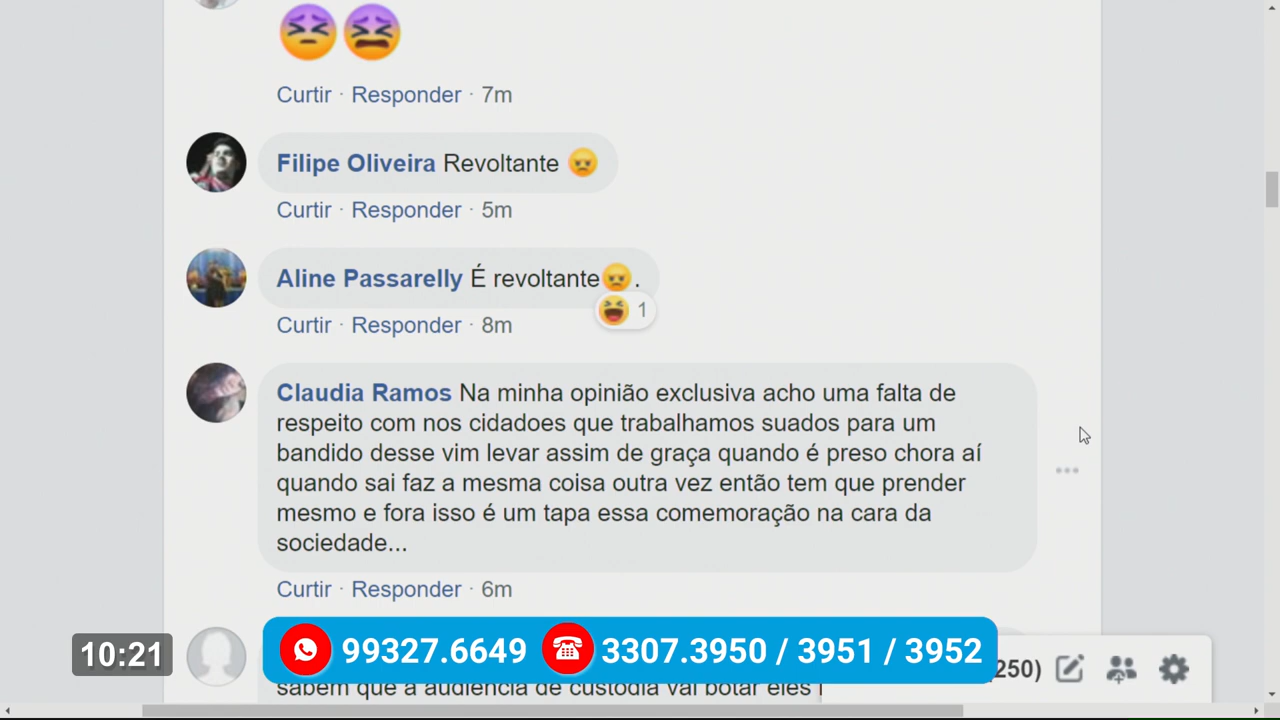 Curtir · Responder · 7m
Filipe Oliveira Revoltante
Curtir · Responder · 5m
Aline Passarelly É revoltante.
1
Curtir · Responder · 8m
Claudia Ramos Na minha opinião exclusiva acho uma falta de
respeito com nos cidadoes que trabalhamos suados para um
bandido desse vim levar assim de graça quando é preso chora aí
quando sai faz a mesma coisa outra vez então tem que prender
mesmo e fora isso é um tapa essa comemoração na cara da
sociedade...
Curtir · Responder · 6m
10:21
99327.6649 3307.3950 / 3951 / 3952
250)
sabem que a audiência de custódia vai botar eles